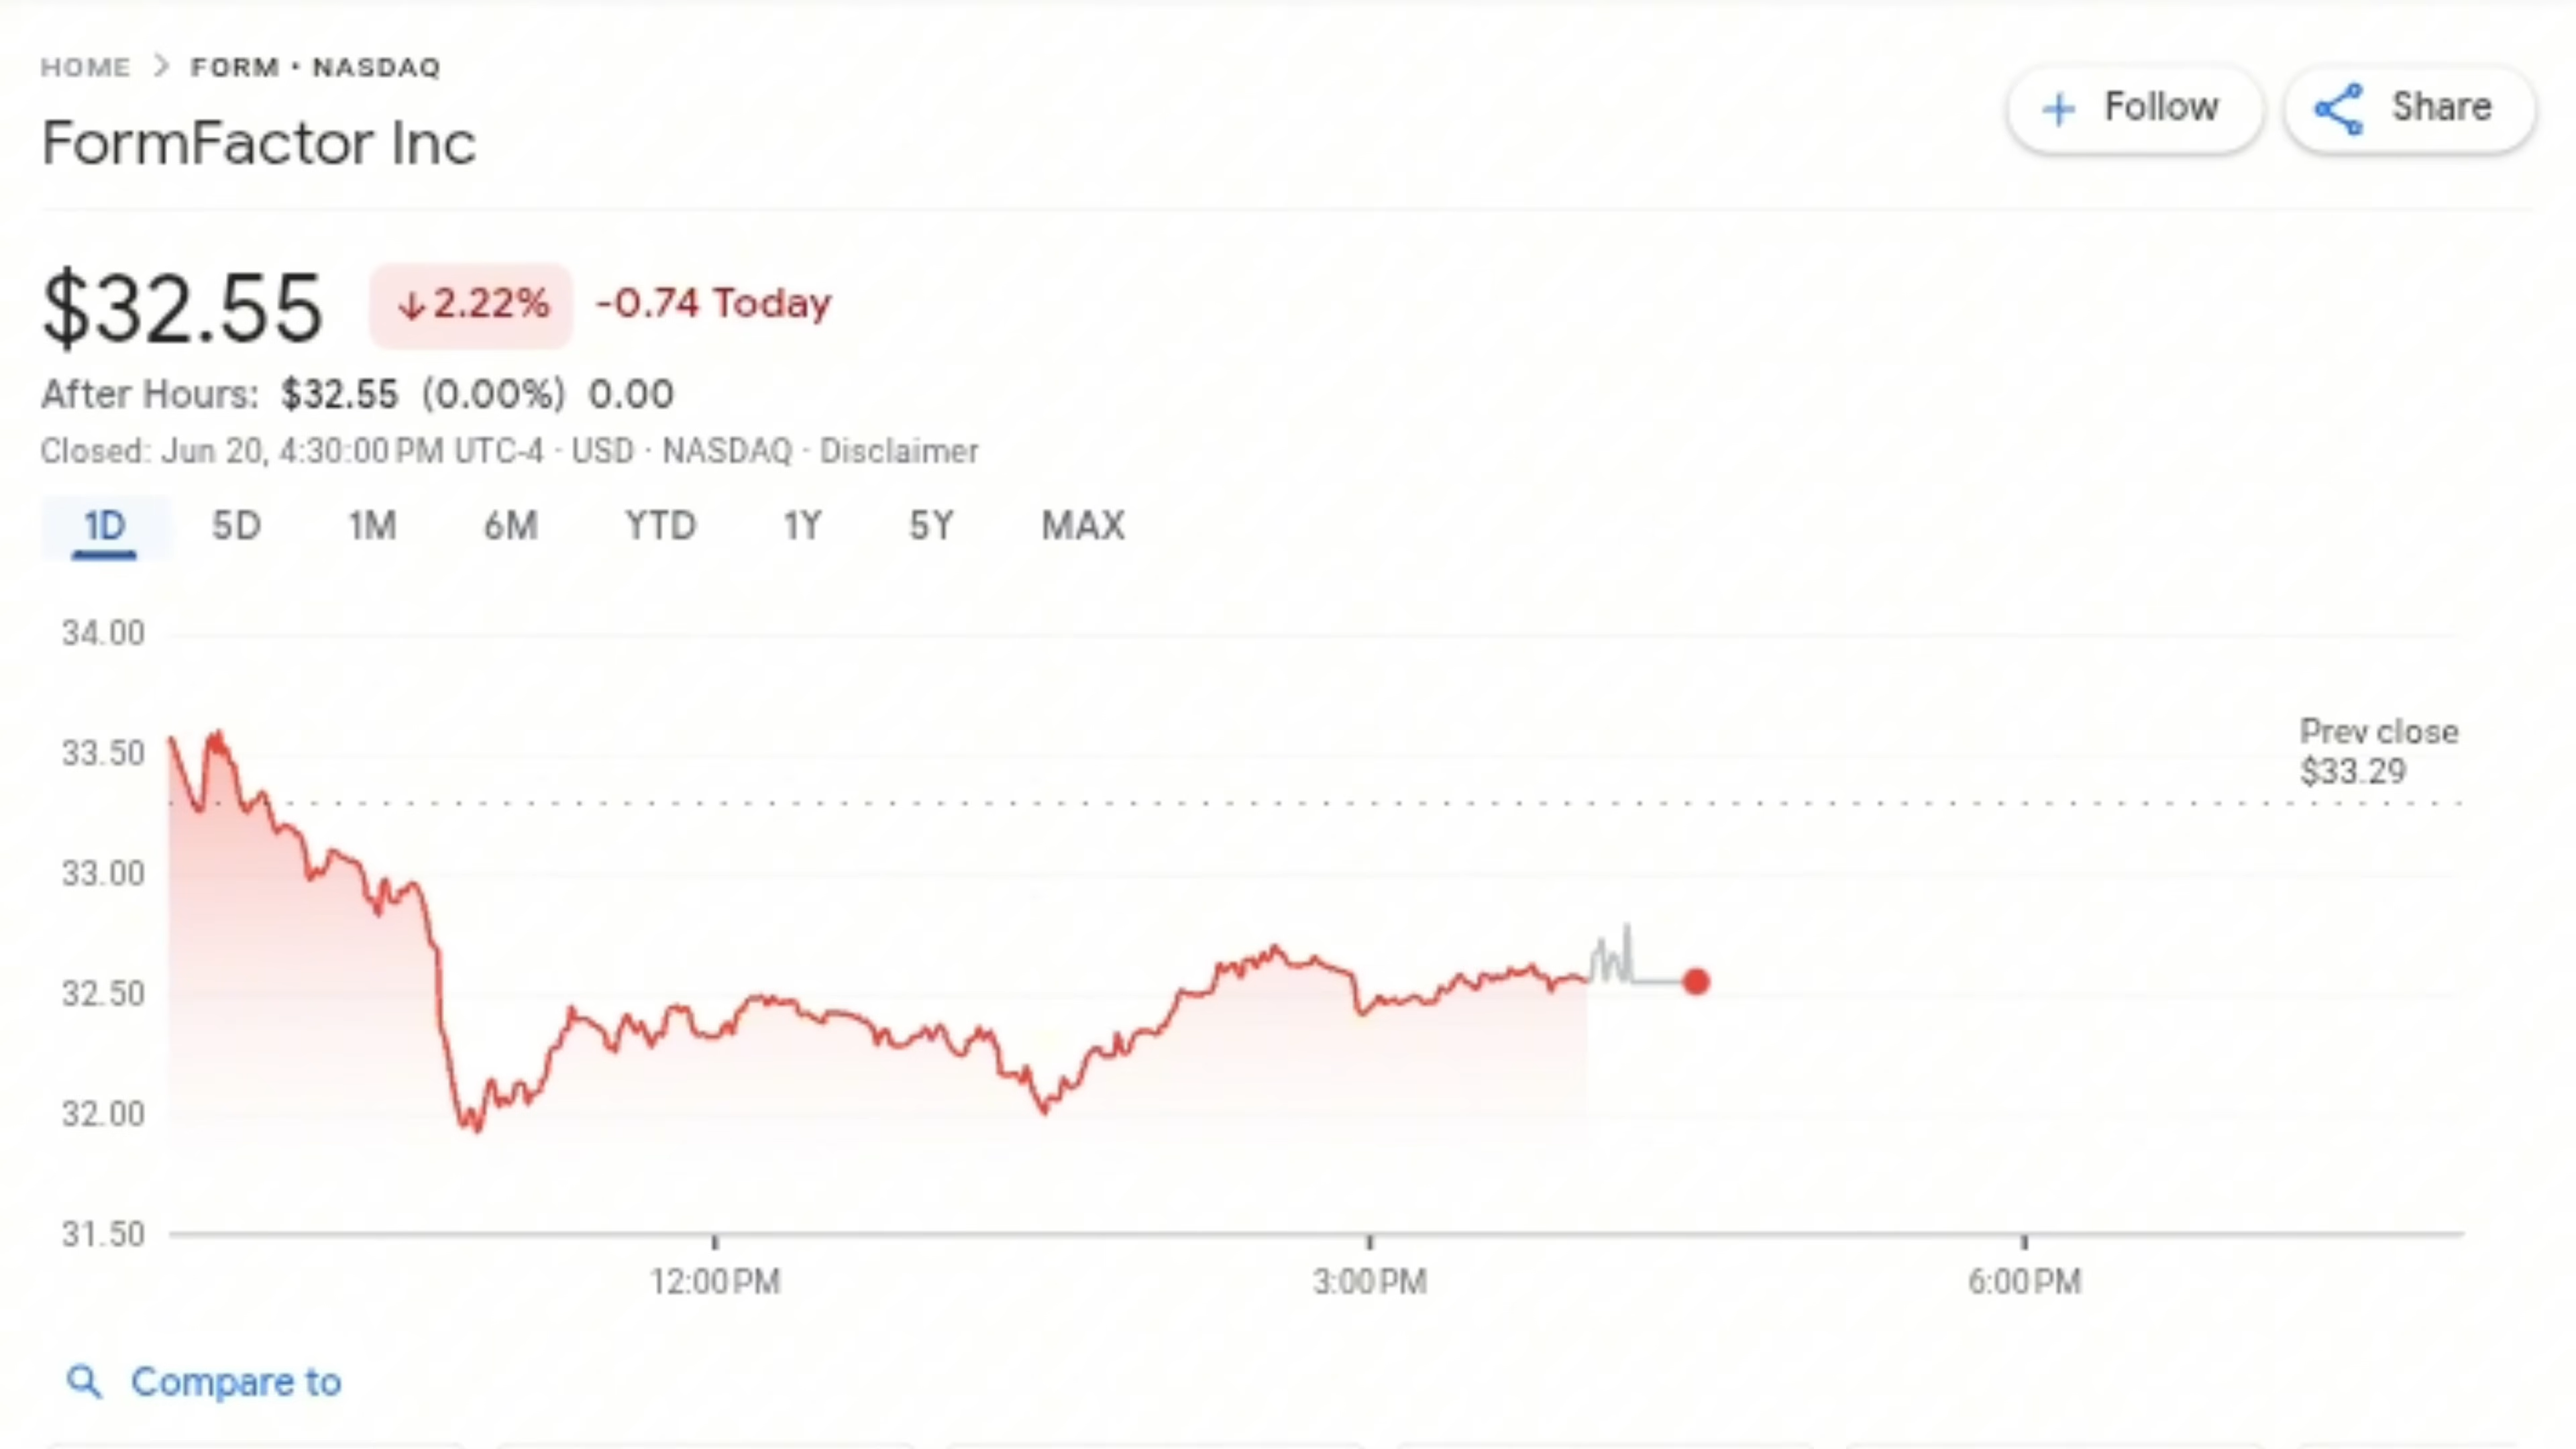 HOME > FORM • NASDAQ
FormFactor Inc
+ Follow
Share
$32.55 ↓2.22% -0.74 Today
After Hours: $32.55 (0.00%) 0.00
Closed: Jun 20, 4:30:00 PM UTC-4 · USD · NASDAQ · Disclaimer
1D 5D 1M 6M YTD 1Y 5Y MAX
34.00
33.50
33.00
32.50
32.00
31.50
Prev close
$33.29
12:00 PM 3:00 PM 6:00 PM
Compare to